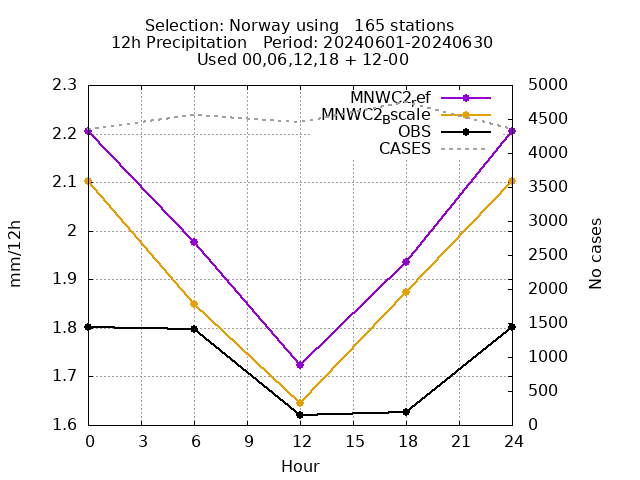 Selection: Norway using   165 stations
12h Precipitation   Period: 20240601-20240630
Used 00,06,12,18 + 12-00
MNWC2_ref
MNWC2_Bscale
OBS
CASES
2.3
2.2
2.1
2
1.9
1.8
1.7
1.6
5000
4500
4000
3500
3000
2500
2000
1500
1000
500
0
mm/12h
No cases
0 3 6 9 12 15 18 21 24
Hour